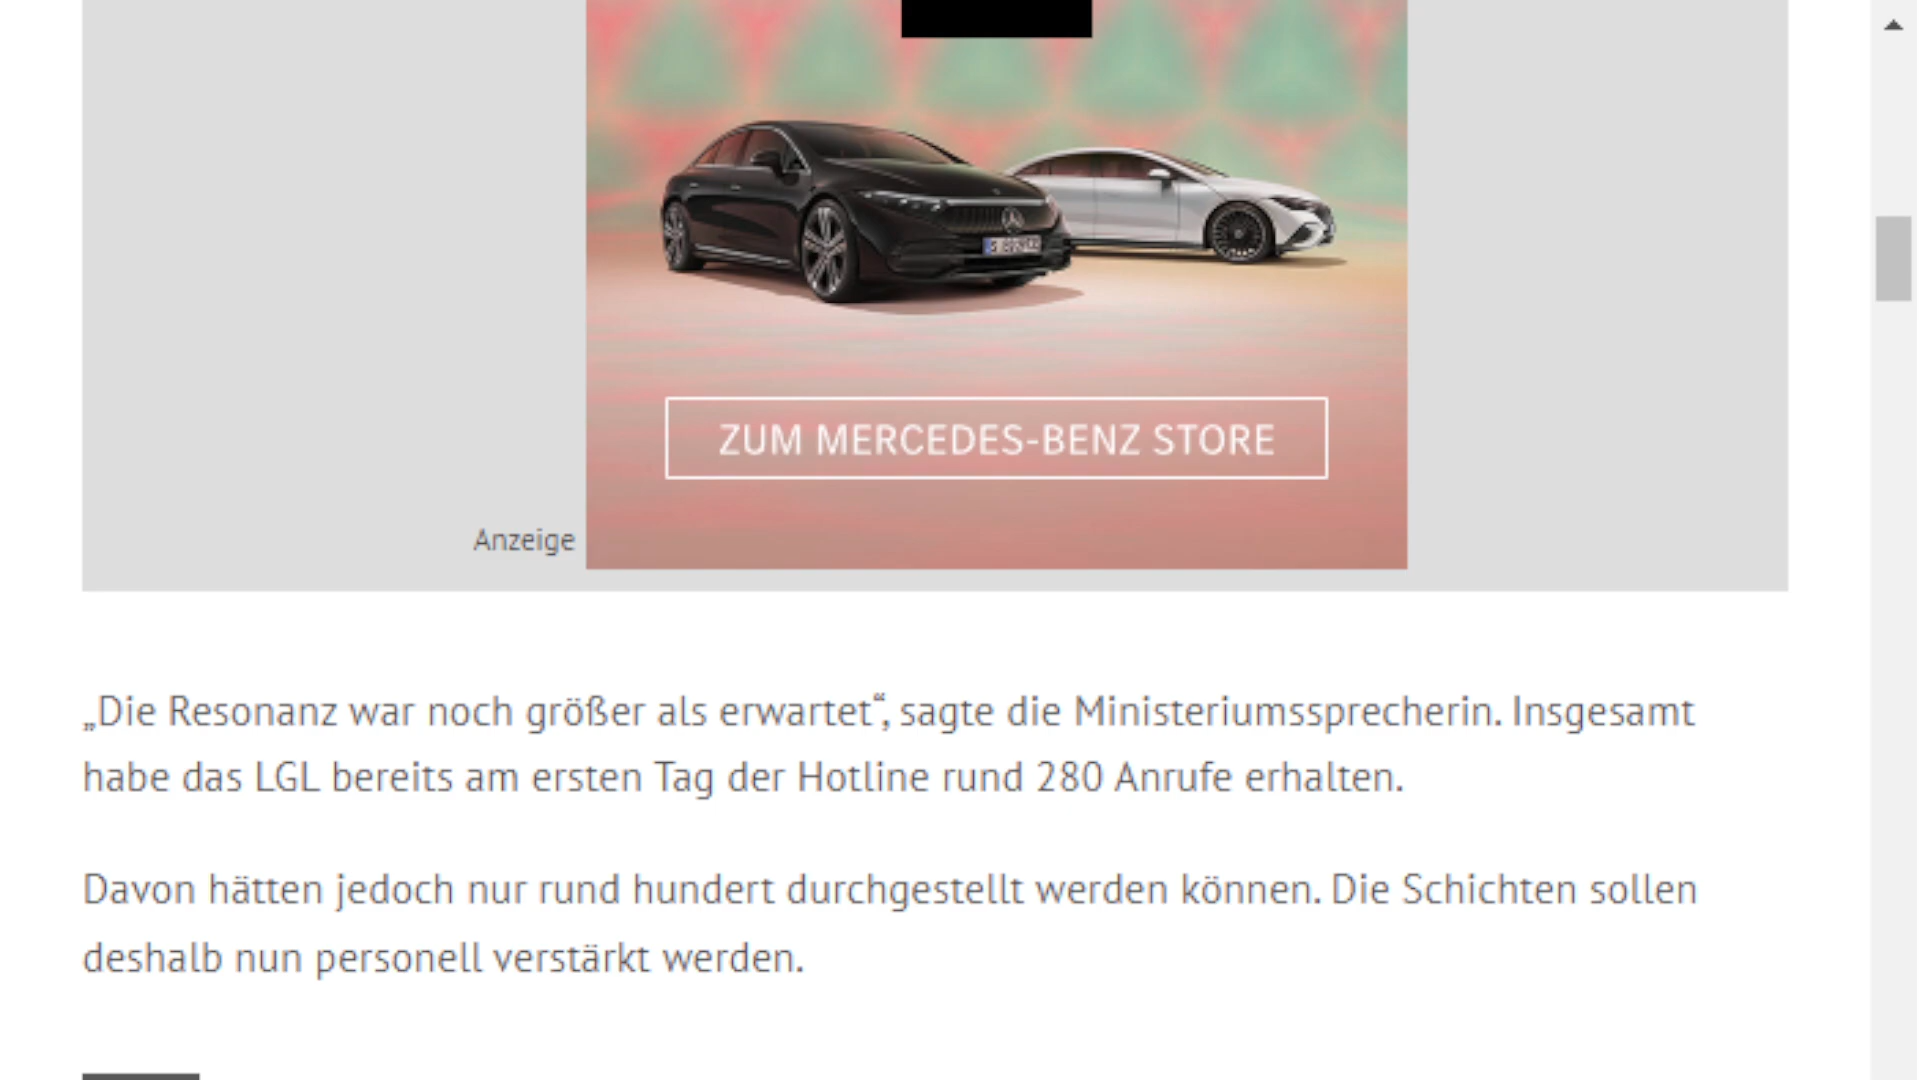 ZUM MERCEDES-BENZ STORE
Anzeige
„Die Resonanz war noch größer als erwartet“, sagte die Ministeriumssprecherin. Insgesamt
habe das LGL bereits am ersten Tag der Hotline rund 280 Anrufe erhalten.
Davon hätten jedoch nur rund hundert durchgestellt werden können. Die Schichten sollen
deshalb nun personell verstärkt werden.